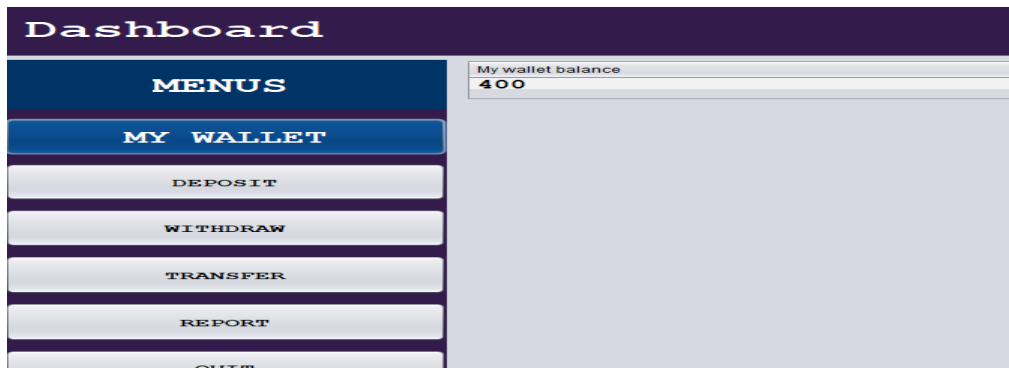 Dashboard
MENUS
My wallet balance
400
MY WALLET
DEPOSIT
WITHDRAW
TRANSFER
REPORT